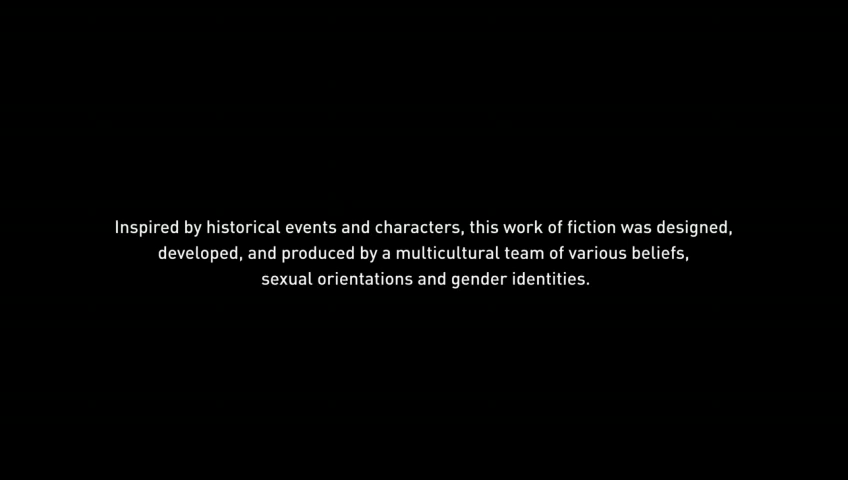 Inspired by historical events and characters, this work of fiction was designed,
developed, and produced by a multicultural team of various beliefs,
sexual orientations and gender identities.